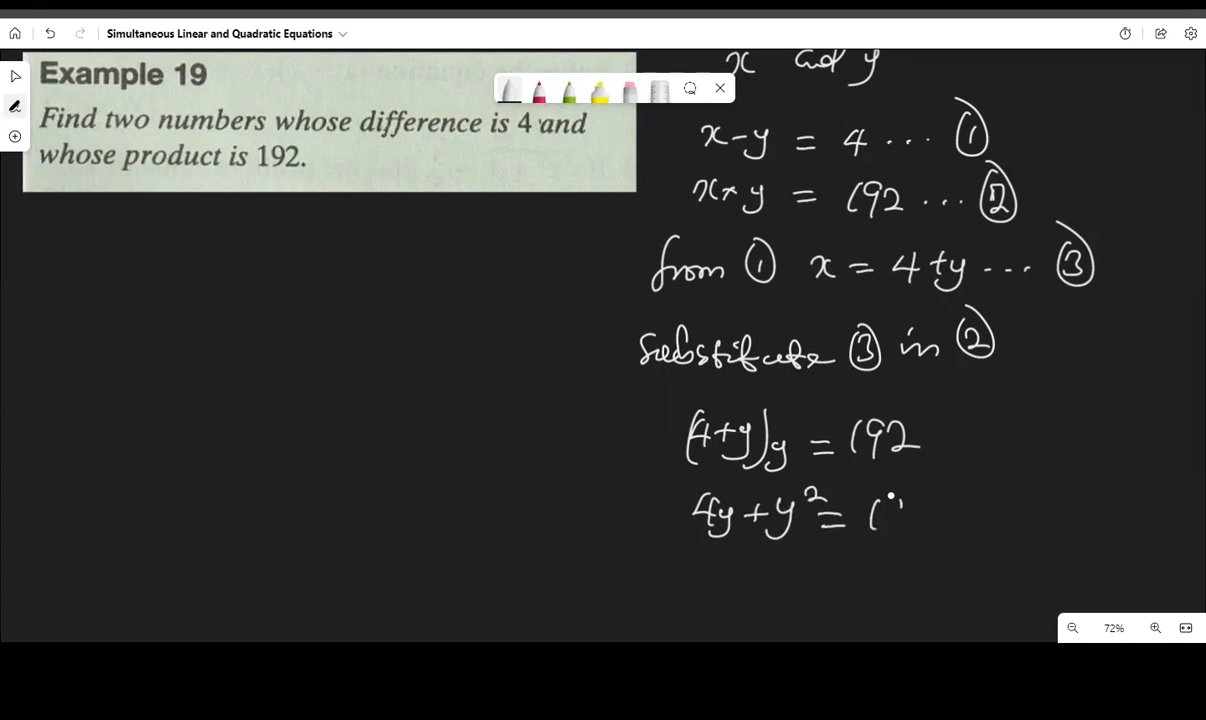 Simultaneous Linear and Quadratic Equations
Example 19
Find two numbers whose difference is 4 and
whose product is 192.
x and y
x-y = 4 ... ①
x×y = 192 ... ②
from ① x = 4+y ... ③
substitute ③ in ②
(4+y)y = 192
4y+y² = 1
72%